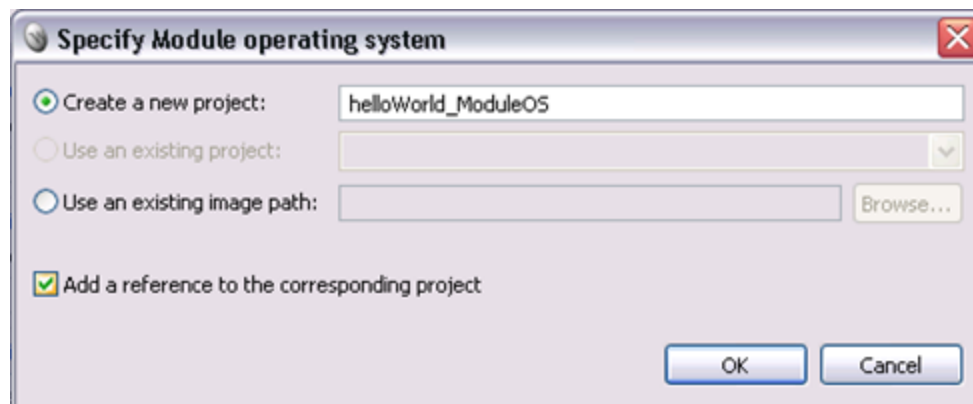 Specify Module operating system
Create a new project: helloWorld_ModuleOS
Use an existing project:
Use an existing image path: Browse...
Add a reference to the corresponding project
OK Cancel